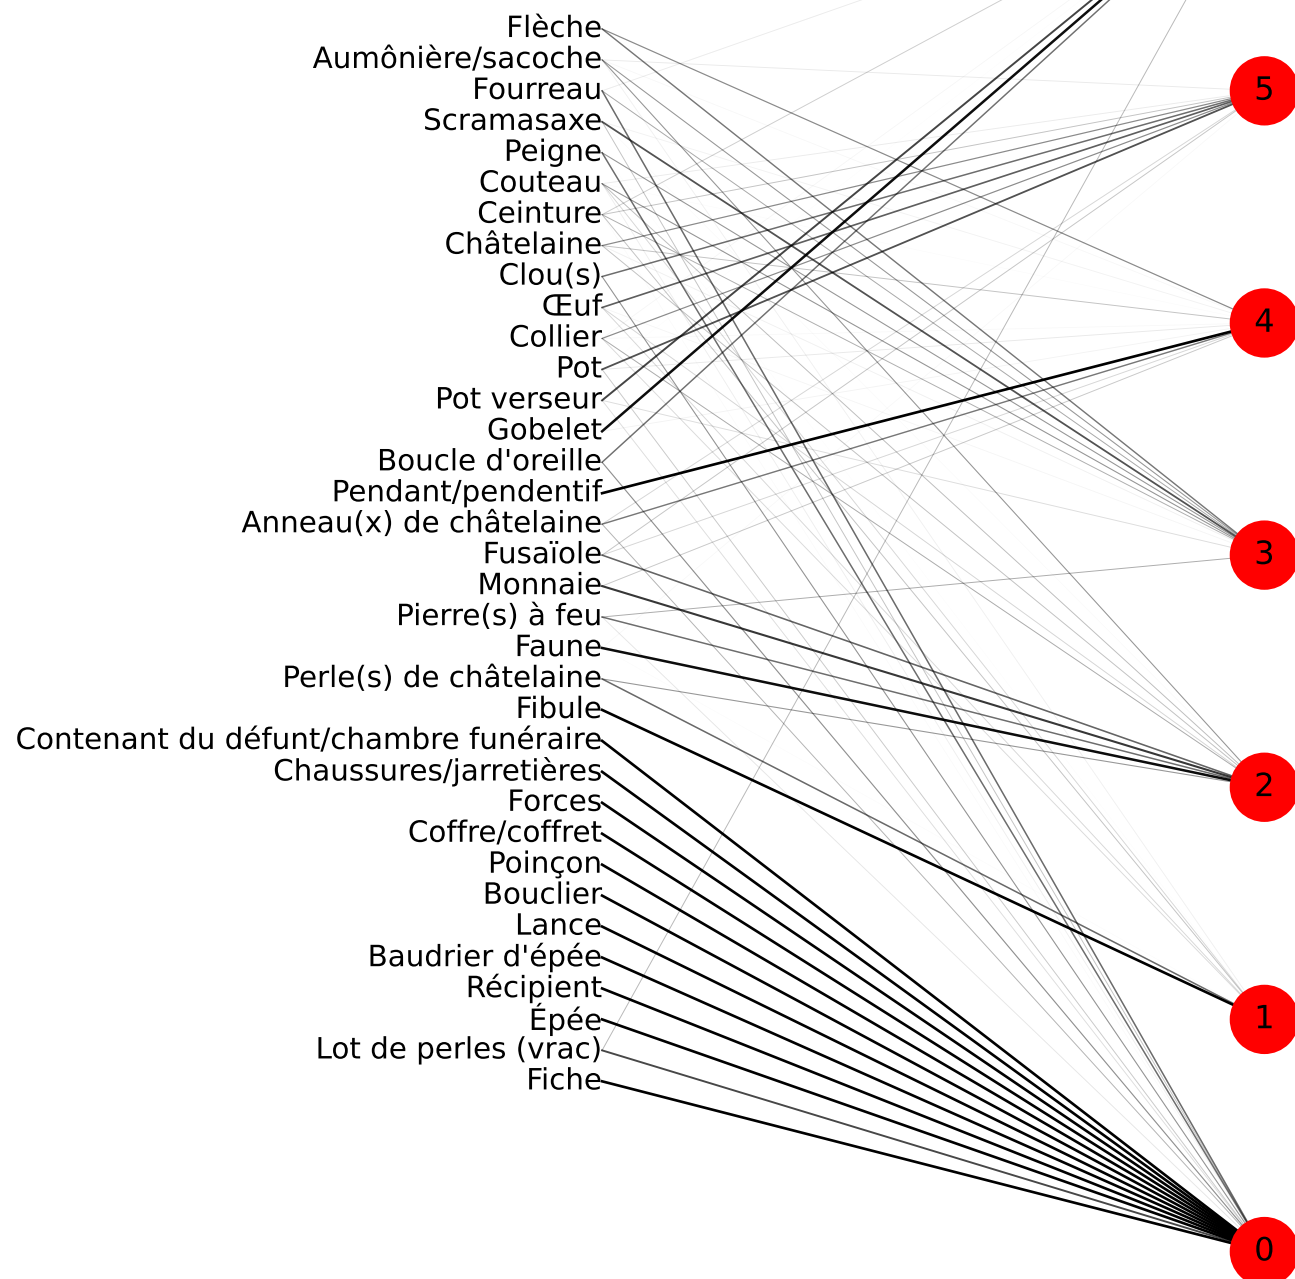 Flèche
Aumônière/sacoche
Fourreau
Scramasaxe
Peigne
Couteau
Ceinture
Châtelaine
Clou(s)
Œuf
Collier
Pot
Pot verseur
Gobelet
Boucle d'oreille
Pendant/pendentif
Anneau(x) de châtelaine
Fusaïole
Monnaie
Pierre(s) à feu
Faune
Perle(s) de châtelaine
Fibule
Contenant du défunt/chambre funéraire
Chaussures/jarretières
Forces
Coffre/coffret
Poinçon
Bouclier
Lance
Baudrier d'épée
Récipient
Épée
Lot de perles (vrac)
Fiche
5
4
3
2
1
0